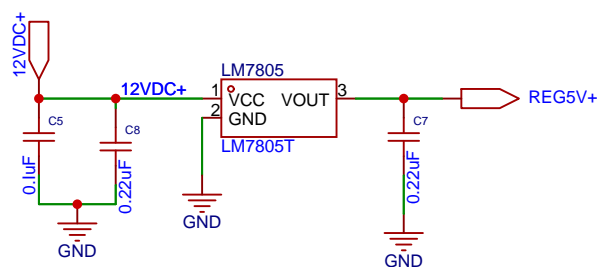 12VDC+
LM7805
12VDC+
1
VCC
VOUT
3
REG5V+
2
GND
LM7805T
C5
0.1uF
C8
0.22uF
C7
0.22uF
GND
GND
GND